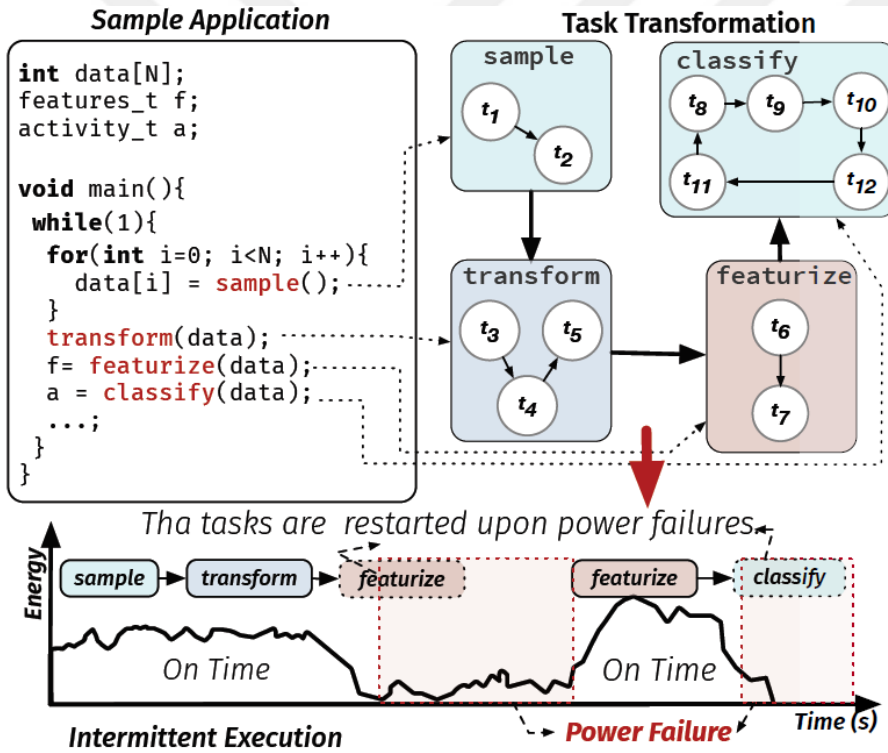 Sample Application
int data[N];
features_t f;
activity_t a;
void main(){
while(1){
for(int i=0; i<N; i++){
data[i] = sample();
}
transform(data);
f= featurize(data);
a = classify(data);
...;
}
}
Task Transformation
sample
t1
t2
classify
t8
t9
t10
t11
t12
transform
t3
t5
t4
featurize
t6
t7
Tha tasks are restarted upon power failures.
Energy
sample
transform
featurize
featurize
classify
On Time
On Time
Intermittent Execution
Power Failure
Time (s)